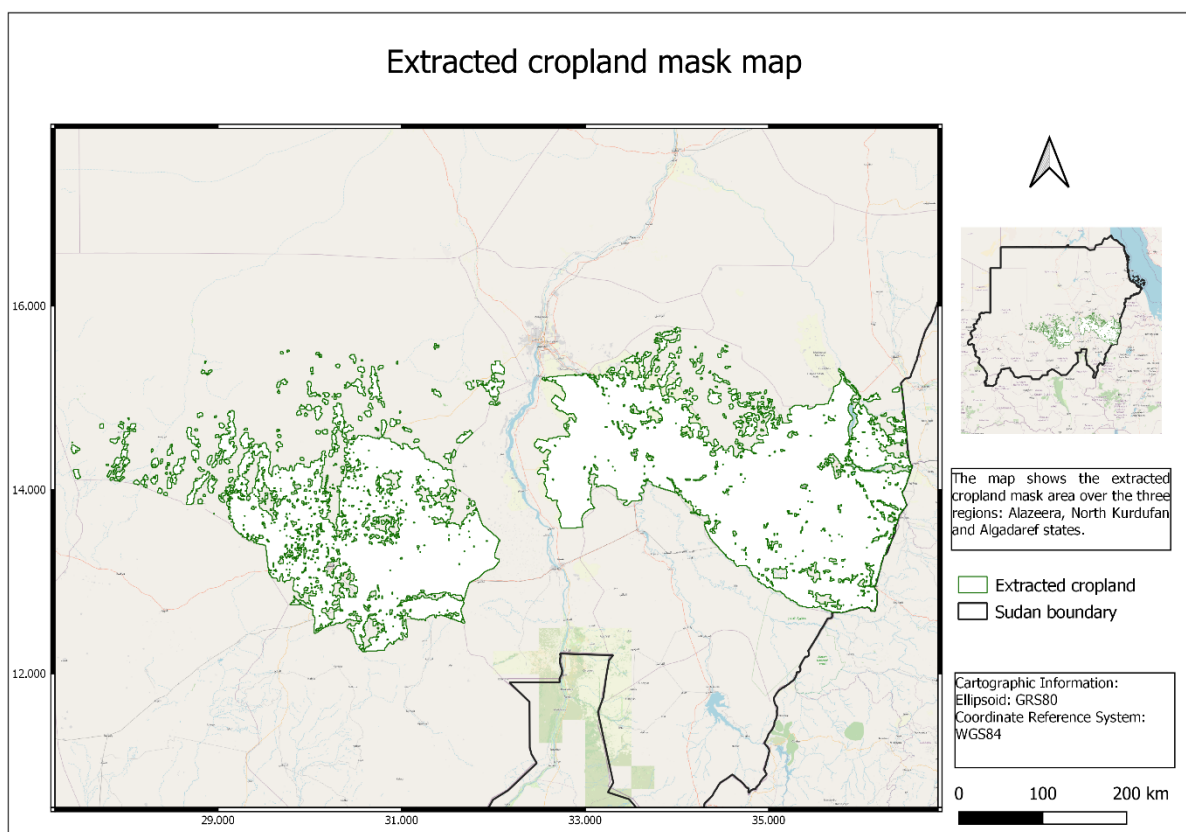 Extracted cropland mask map
16.000
14.000
12.000
29.000
31.000
33.000
35.000
The map shows the extracted
cropland mask area over the three
regions: Alazeera, North Kurdufan
and Algadaref states.
Extracted cropland
Sudan boundary
Cartographic Information:
Ellipsoid: GRS80
Coordinate Reference System:
WGS84
0 100 200 km